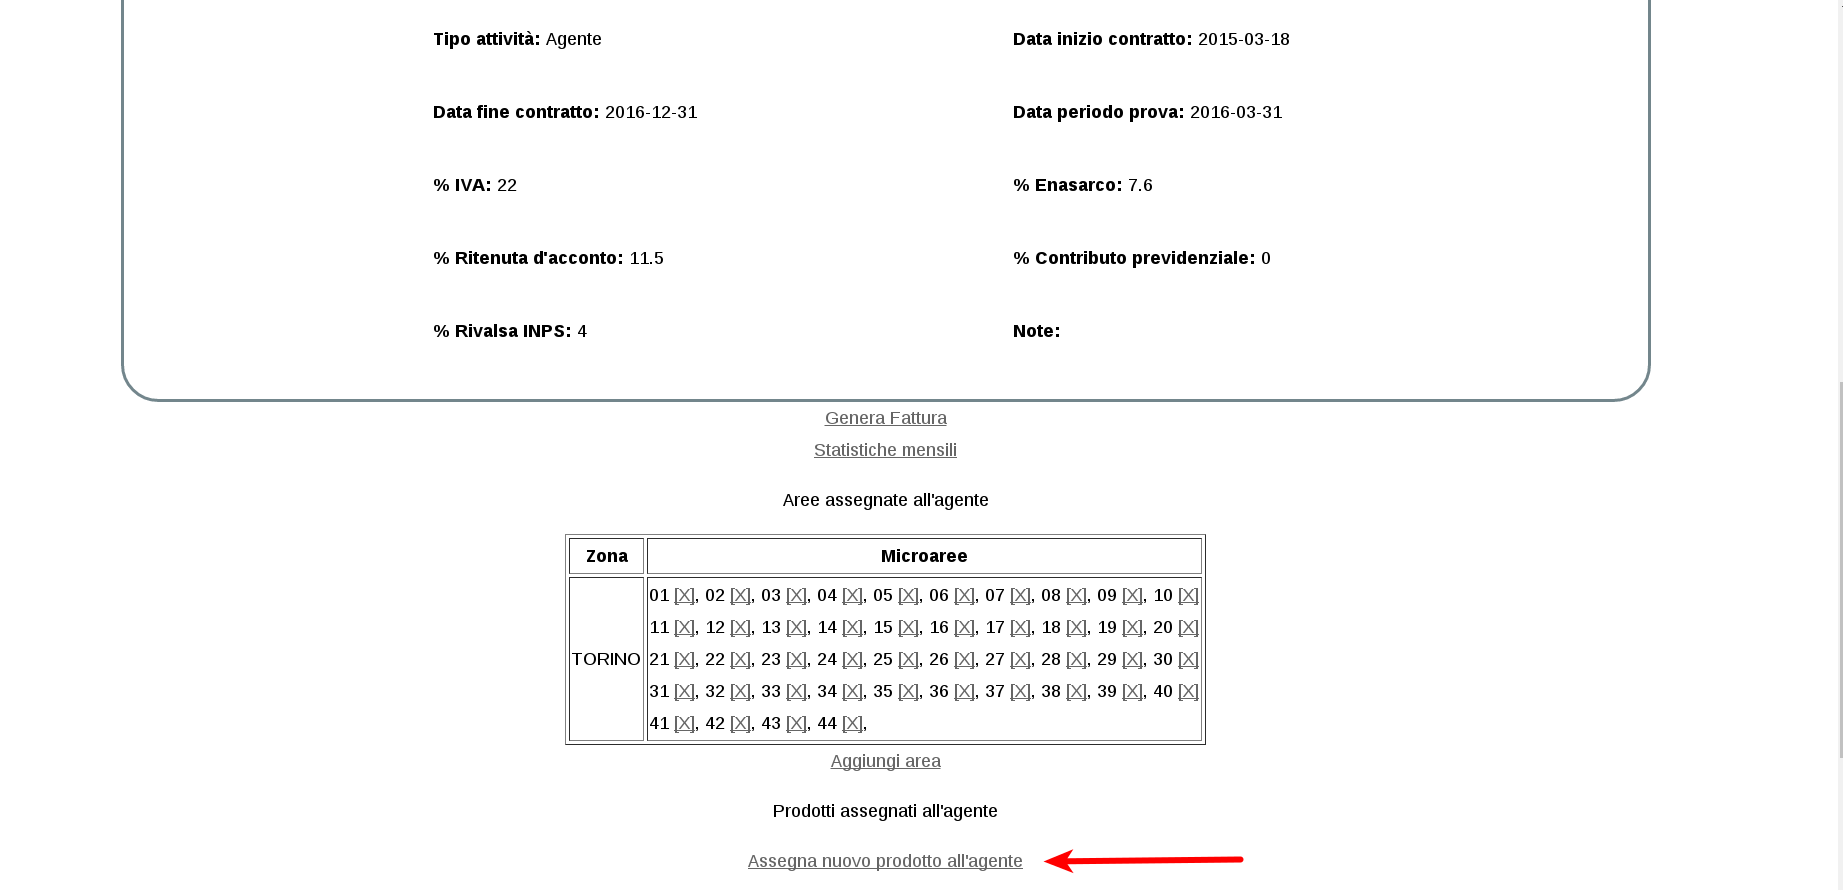 Tipo attività: Agente Data inizio contratto: 2015-03-18
Data fine contratto: 2016-12-31 Data periodo prova: 2016-03-31
% IVA: 22 % Enasarco: 7.6
% Ritenuta d'acconto: 11.5 % Contributo previdenziale: 0
% Rivalsa INPS: 4 Note:
Genera Fattura
Statistiche mensili
Aree assegnate all'agente
Zona Microaree
01 [X], 02 [X], 03 [X], 04 [X], 05 [X], 06 [X], 07 [X], 08 [X], 09 [X], 10 [X]
11 [X], 12 [X], 13 [X], 14 [X], 15 [X], 16 [X], 17 [X], 18 [X], 19 [X], 20 [X]
TORINO 21 [X], 22 [X], 23 [X], 24 [X], 25 [X], 26 [X], 27 [X], 28 [X], 29 [X], 30 [X]
31 [X], 32 [X], 33 [X], 34 [X], 35 [X], 36 [X], 37 [X], 38 [X], 39 [X], 40 [X]
41 [X], 42 [X], 43 [X], 44 [X],
Aggiungi area
Prodotti assegnati all'agente
Assegna nuovo prodotto all'agente